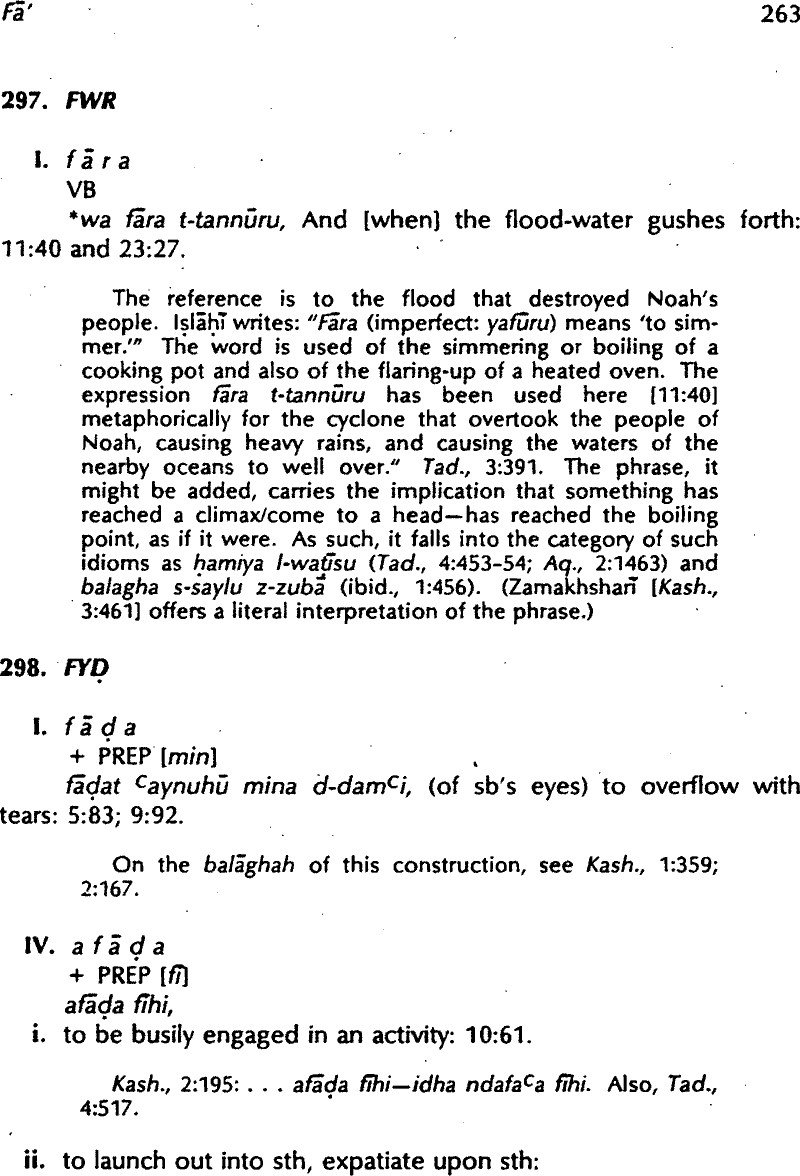 Fā’ 263
297. FWR
I. f ā r a
VB
*wa fāra t-tannūru, And [when] the flood-water gushes forth:
11:40 and 23:27.
The reference is to the flood that destroyed Noah's
people. Iṣlāḥī writes: "Fāra (imperfect: yafūru) means 'to sim-
mer.'" The word is used of the simmering or boiling of a
cooking pot and also of the flaring-up of a heated oven. The
expression fāra t-tannūru has been used here [11:40]
metaphorically for the cyclone that overtook the people of
Noah, causing heavy rains, and causing the waters of the
nearby oceans to well over." Tad., 3:391. The phrase, it
might be added, carries the implication that something has
reached a climax/come to a head—has reached the boiling
point, as if it were. As such, it falls into the category of such
idioms as ḥamiya l-waṭīsu (Tad., 4:453-54; Aq., 2:1463) and
balagha s-saylu z-zubā (ibid., 1:456). (Zamakhsharī [Kash.,
3:461] offers a literal interpretation of the phrase.)
298. FYḌ
I. f ā ḍ a
+ PREP [min]
fāḍat ᶜaynuhū mina d-damᶜi, (of sb's eyes) to overflow with
tears: 5:83; 9:92.
On the balāghah of this construction, see Kash., 1:359;
2:167.
IV. a f ā ḍ a
+ PREP [fī]
afāḍa fīhi,
i. to be busily engaged in an activity: 10:61.
Kash., 2:195: . . . afāḍa fīhi—idha ndafaᶜa fīhi. Also, Tad.,
4:517.
ii. to launch out into sth, expatiate upon sth: